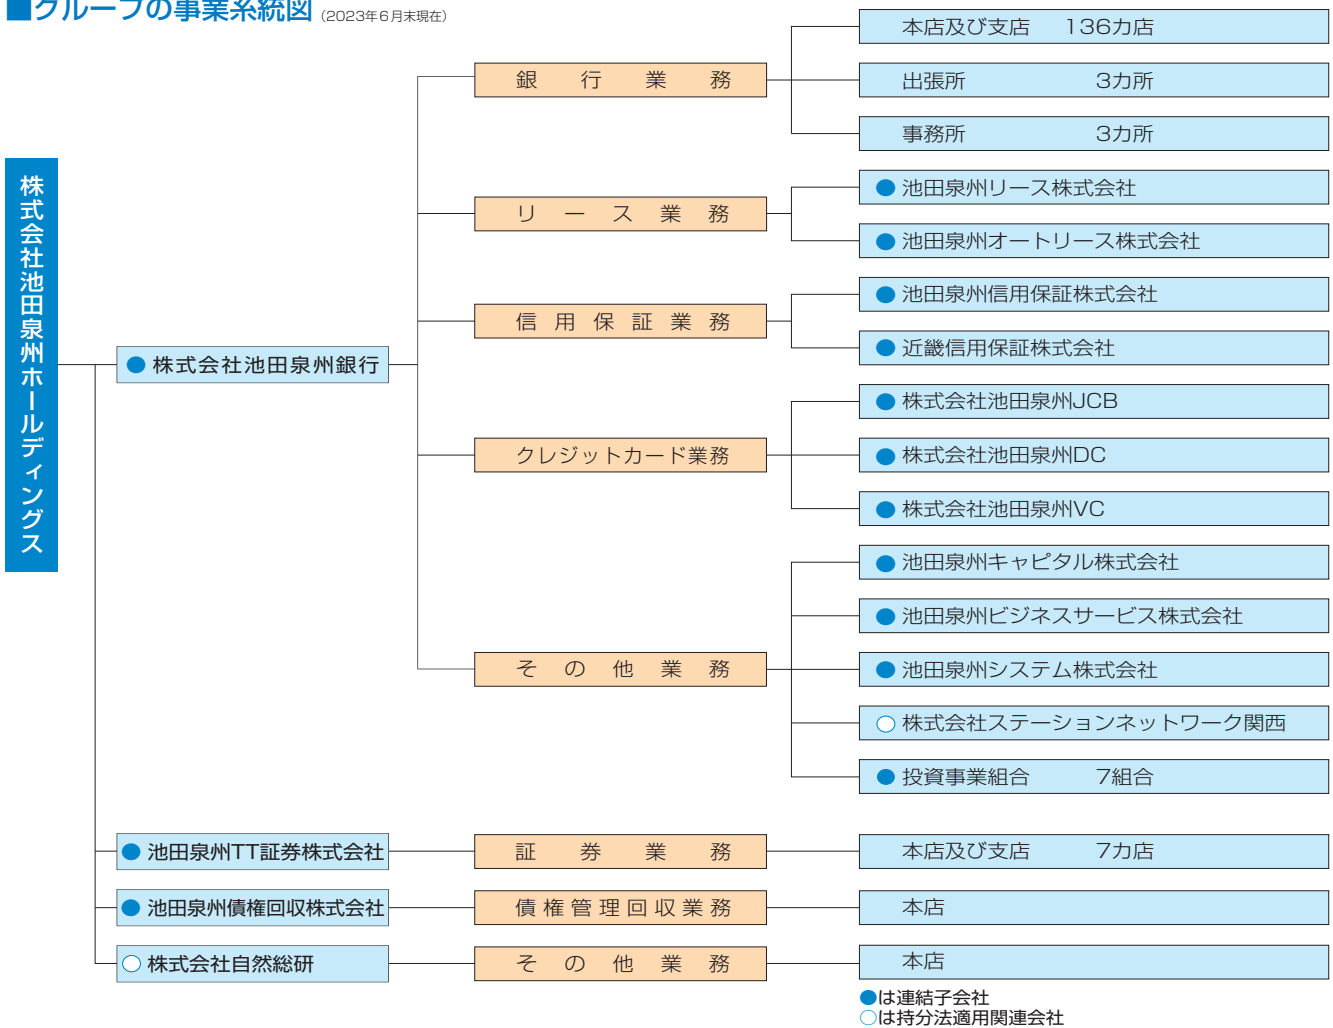 ■グループの事業系統図 (2023年6月末現在)
株式会社池田泉州ホールディングス
●株式会社池田泉州銀行
銀行業務
本店及び支店 136カ店
出張所 3カ所
事務所 3カ所
リース業務
●池田泉州リース株式会社
●池田泉州オートリース株式会社
信用保証業務
●池田泉州信用保証株式会社
●近畿信用保証株式会社
クレジットカード業務
●株式会社池田泉州JCB
●株式会社池田泉州DC
●株式会社池田泉州VC
その他業務
●池田泉州キャピタル株式会社
●池田泉州ビジネスサービス株式会社
●池田泉州システム株式会社
○株式会社ステーションネットワーク関西
●投資事業組合 7組合
●池田泉州TT証券株式会社
証券業務
本店及び支店 7カ店
●池田泉州債権回収株式会社
債権管理回収業務
本店
○株式会社自然総研
その他業務
本店
●は連結子会社
○は持分法適用関連会社